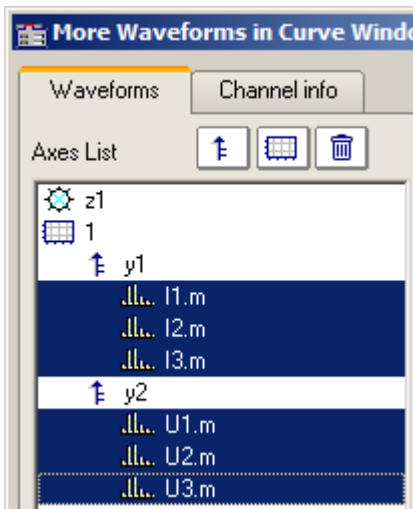 More Waveforms in Curve Windo
Waveforms Channel info
Axes List
z1
1
y1
I1.m
I2.m
I3.m
y2
U1.m
U2.m
U3.m